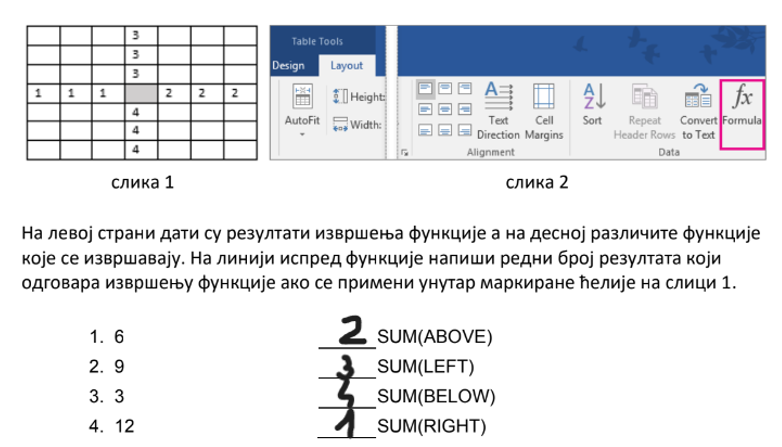 3
3
3
1 1 1 2 2 2
4
4
4
Table Tools
Design Layout
AutoFit
Height:
Width:
Text Direction
Cell Margins
Alignment
Sort
Repeat Header Rows
Convert to Text
Formula
Data
слика 1 слика 2
На левој страни дати су резултати извршења функције а на десној различите функције
које се извршавају. На линији испред функције напиши редни број резултата који
одговара извршењу функције ако се примени унутар маркиране ћелије на слици 1.
1. 6 2 SUM(ABOVE)
2. 9 3 SUM(LEFT)
3. 3 SUM(BELOW)
4. 12 1 SUM(RIGHT)